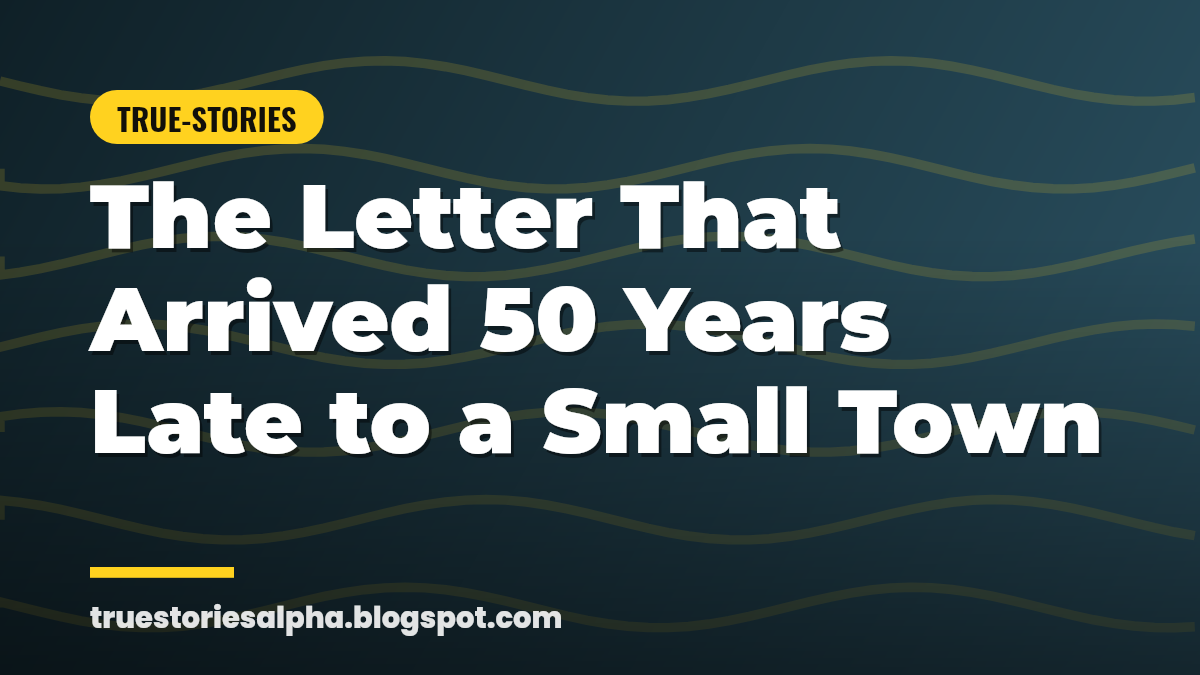 TRUE-STORIES
The Letter That
Arrived 50 Years
Late to a Small Town
truestoriesalpha.blogspot.com